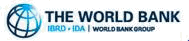 THE WORLD BANK
IBRD • IDA | WORLD BANK GROUP